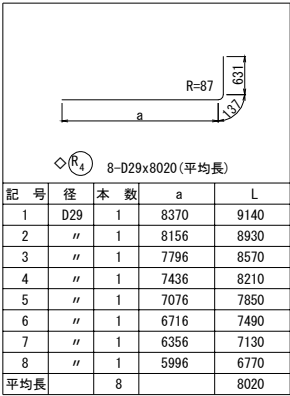 R=87
631
137
a
◇ R4 8-D29x8020(平均長)
記 号 径 本 数 a L
1 D29 1 8370 9140
2 〃 1 8156 8930
3 〃 1 7796 8570
4 〃 1 7436 8210
5 〃 1 7076 7850
6 〃 1 6716 7490
7 〃 1 6356 7130
8 〃 1 5996 6770
平均長 8 8020